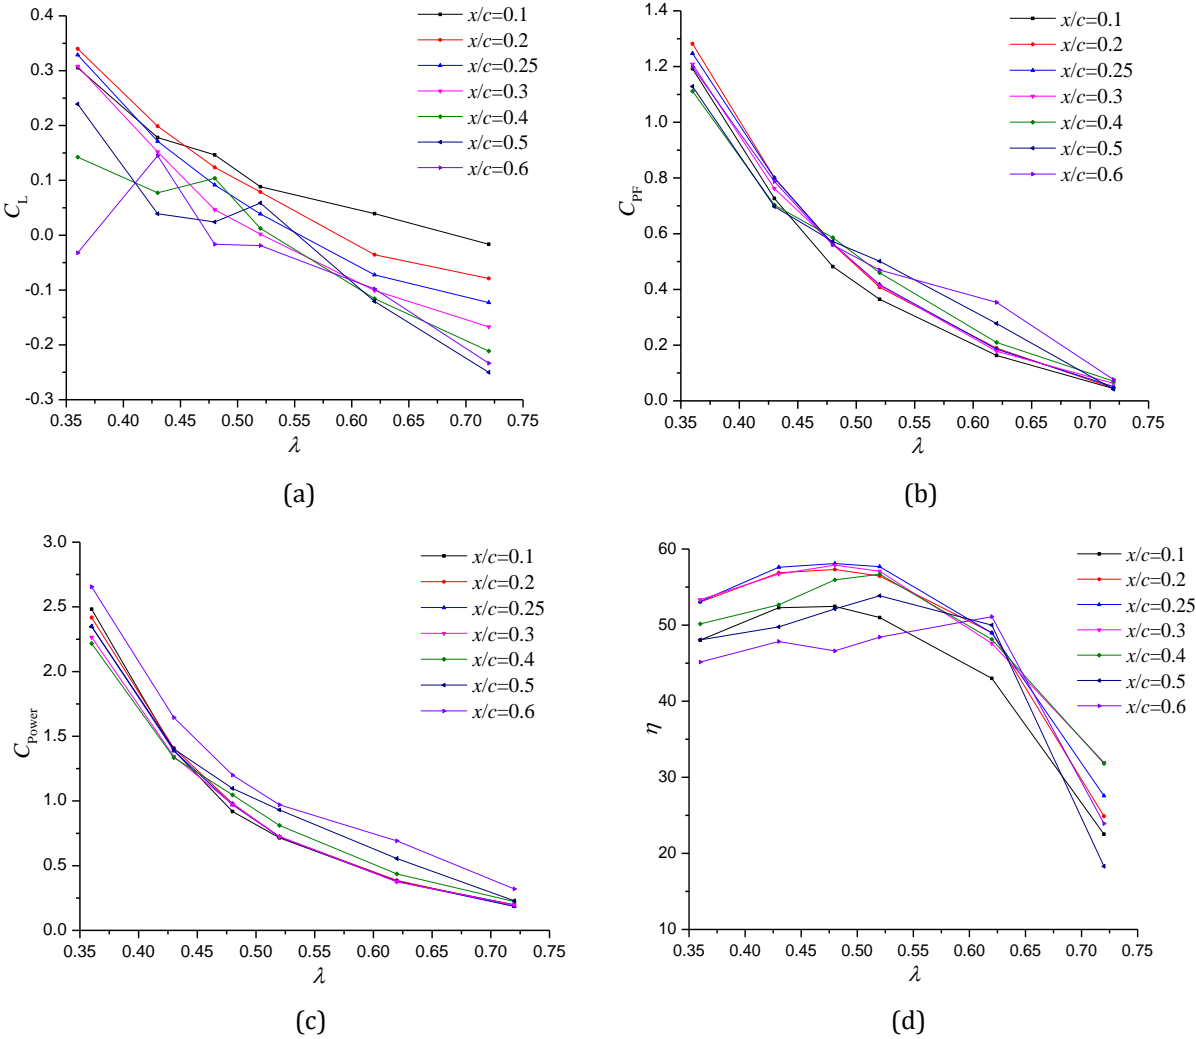 0.4
0.3
0.2
0.1
0.0
-0.1
-0.2
-0.3
C_L
0.35 0.40 0.45 0.50 0.55 0.60 0.65 0.70 0.75
λ
x/c=0.1
x/c=0.2
x/c=0.25
x/c=0.3
x/c=0.4
x/c=0.5
x/c=0.6
(a)
1.4
1.2
1.0
0.8
0.6
0.4
0.2
0.0
C_PF
0.35 0.40 0.45 0.50 0.55 0.60 0.65 0.70 0.75
λ
x/c=0.1
x/c=0.2
x/c=0.25
x/c=0.3
x/c=0.4
x/c=0.5
x/c=0.6
(b)
3.0
2.5
2.0
1.5
1.0
0.5
0.0
C_Power
0.35 0.40 0.45 0.50 0.55 0.60 0.65 0.70 0.75
λ
x/c=0.1
x/c=0.2
x/c=0.25
x/c=0.3
x/c=0.4
x/c=0.5
x/c=0.6
(c)
60
50
40
30
20
10
η
0.35 0.40 0.45 0.50 0.55 0.60 0.65 0.70 0.75
λ
x/c=0.1
x/c=0.2
x/c=0.25
x/c=0.3
x/c=0.4
x/c=0.5
x/c=0.6
(d)